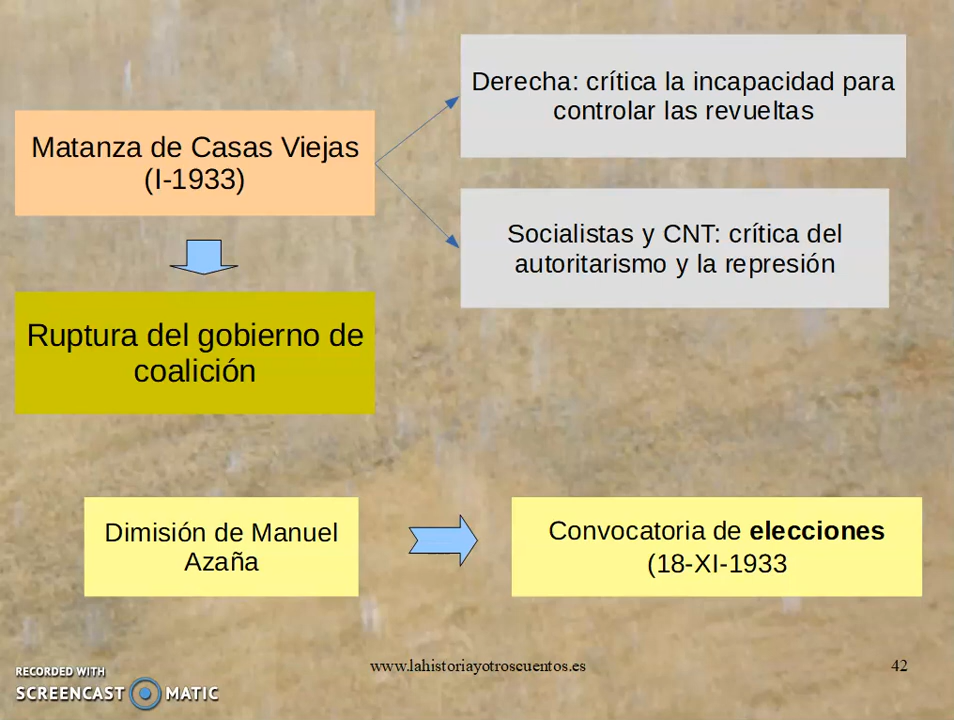 Matanza de Casas Viejas
(I-1933)
Derecha: crítica la incapacidad para
controlar las revueltas
Socialistas y CNT: crítica del
autoritarismo y la represión
Ruptura del gobierno de
coalición
Dimisión de Manuel
Azaña
Convocatoria de elecciones
(18-XI-1933
www.lahistoriayotroscuentos.es
42
RECORDED WITH
SCREENCAST MATIC